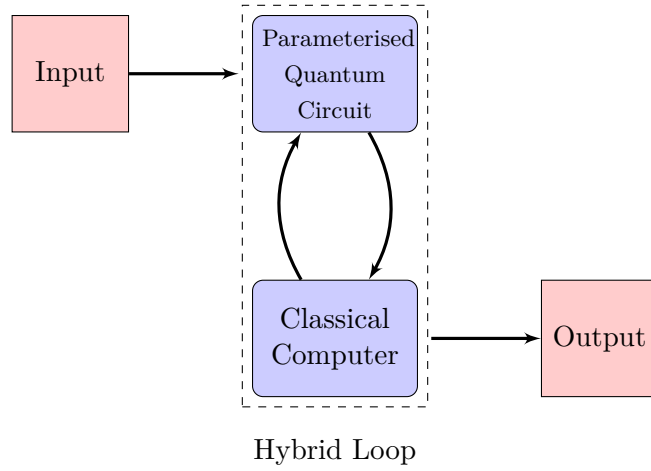 Input
Parameterised
Quantum
Circuit
Classical
Computer
Output
Hybrid Loop